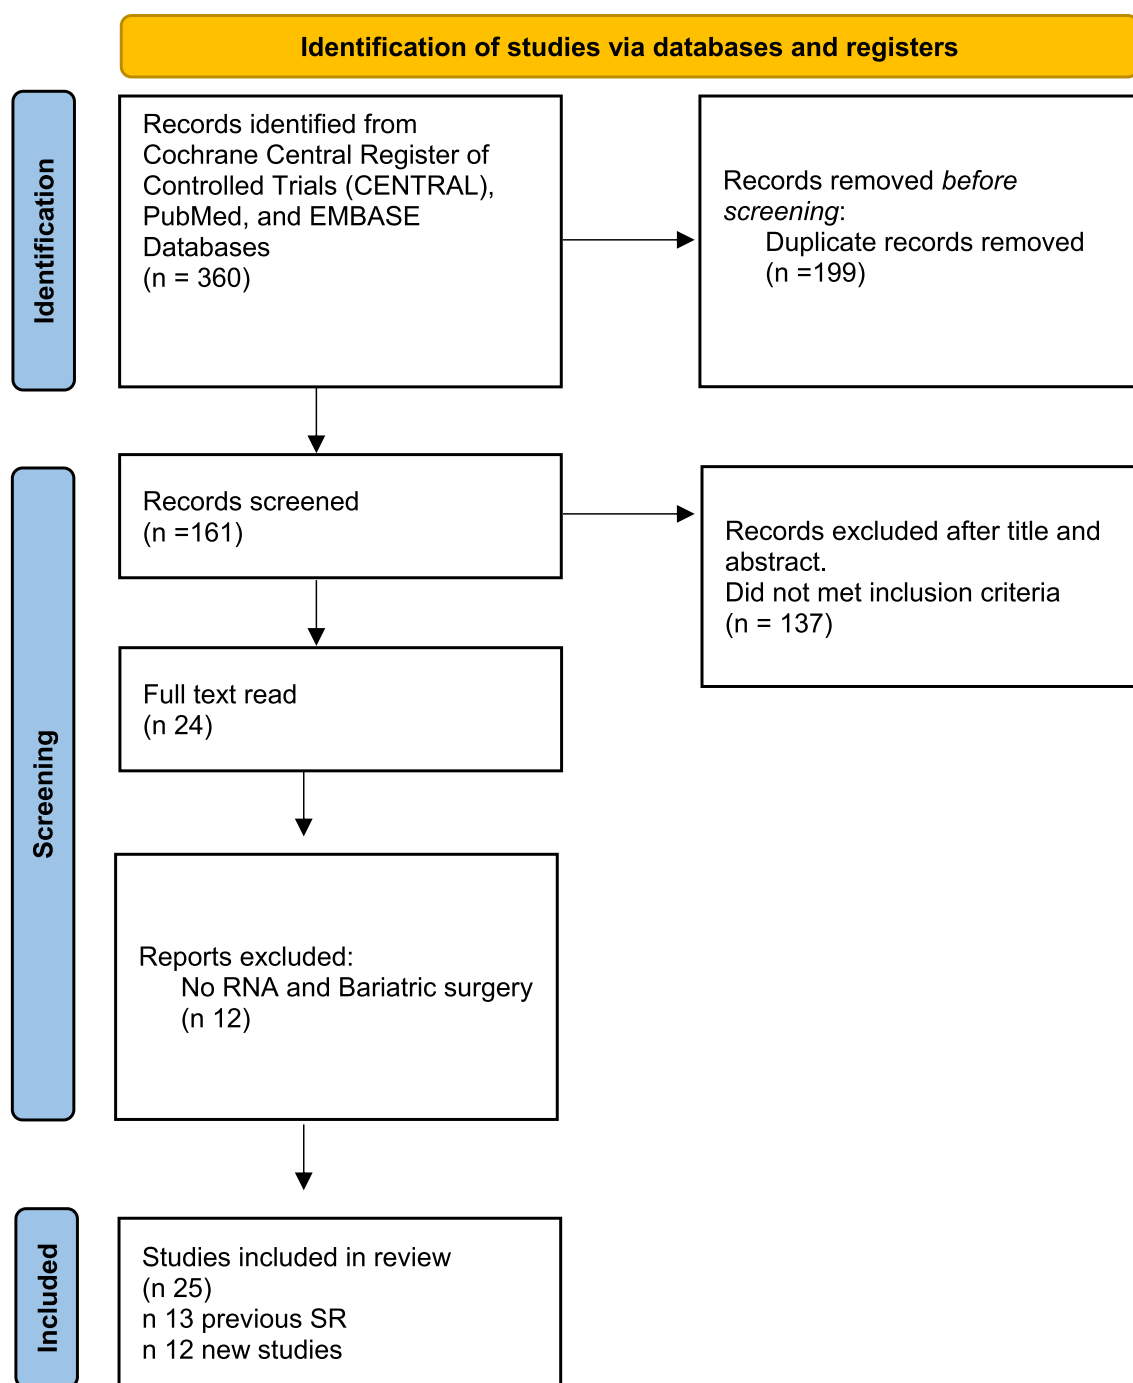 Identification of studies via databases and registers
Identification
Records identified from
Cochrane Central Register of
Controlled Trials (CENTRAL),
PubMed, and EMBASE
Databases
(n = 360)
Records removed before
screening:
Duplicate records removed
(n =199)
Screening
Records screened
(n =161)
Records excluded after title and
abstract.
Did not met inclusion criteria
(n = 137)
Full text read
(n 24)
Reports excluded:
No RNA and Bariatric surgery
(n 12)
Included
Studies included in review
(n 25)
n 13 previous SR
n 12 new studies